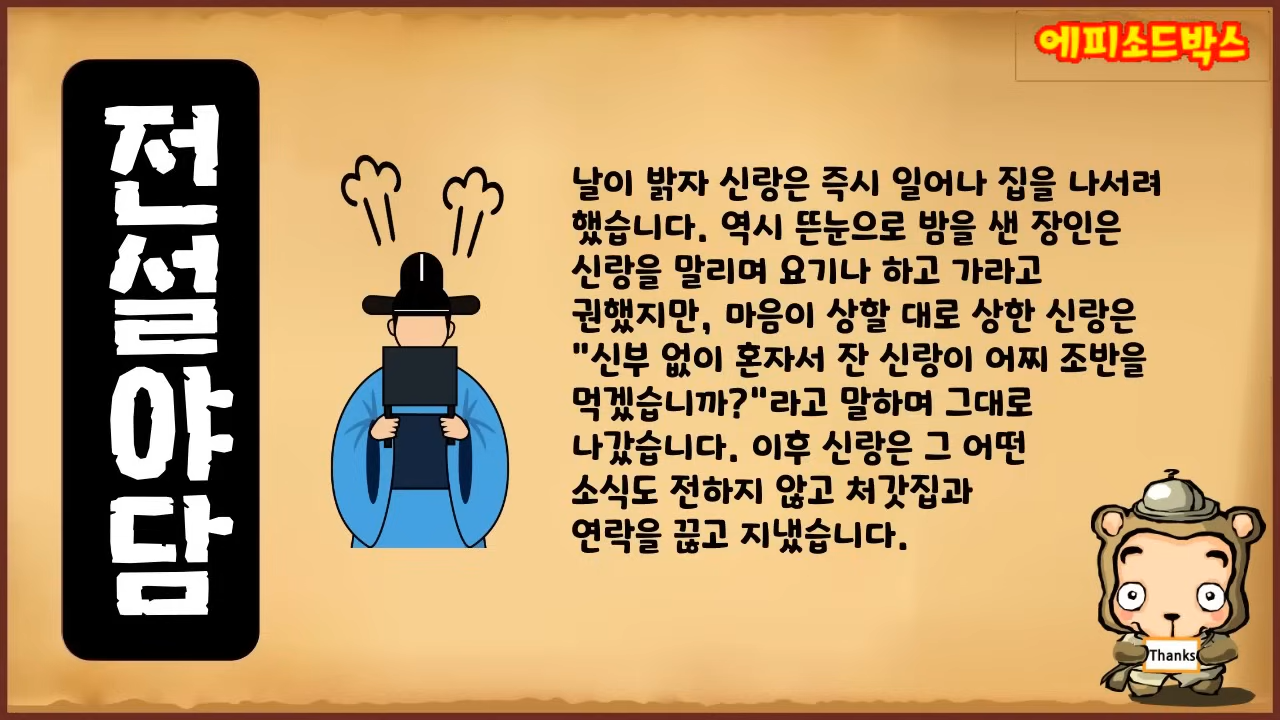 에피소드박스
전설야담
날이 밝자 신랑은 즉시 일어나 집을 나서려
했습니다. 역시 뜬눈으로 밤을 샌 장인은
신랑을 말리며 요기나 하고 가라고
권했지만, 마음이 상할 대로 상한 신랑은
"신부 없이 혼자서 잔 신랑이 어찌 조반을
먹겠습니까?"라고 말하며 그대로
나갔습니다. 이후 신랑은 그 어떤
소식도 전하지 않고 처갓집과
연락을 끊고 지냈습니다.
Thanks